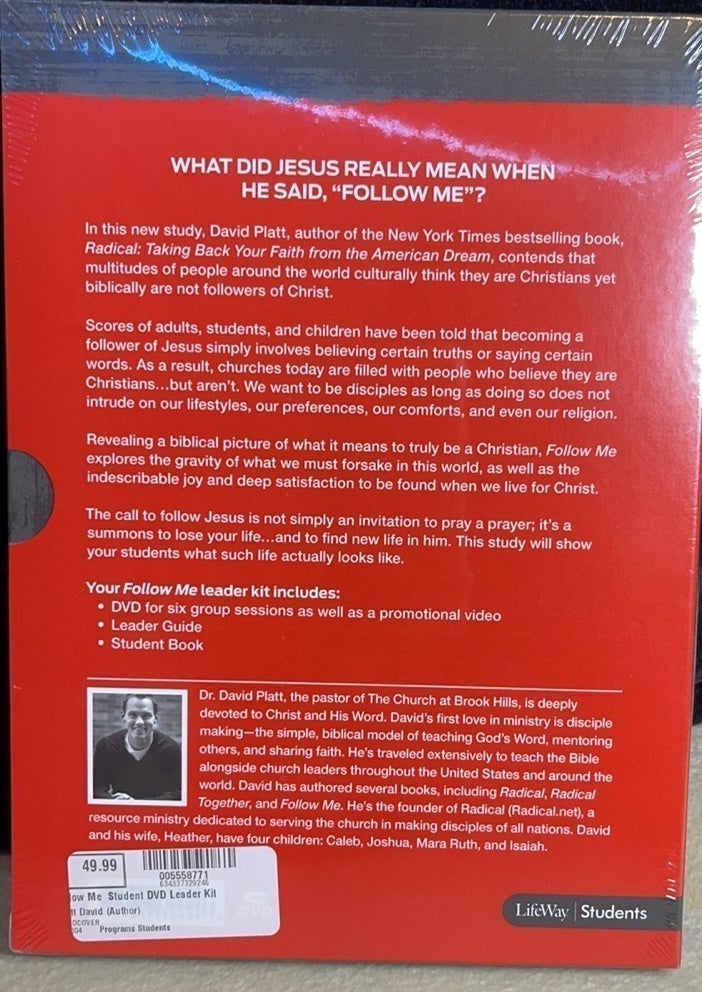 WHAT DID JESUS REALLY MEAN WHEN
HE SAID, “FOLLOW ME”?
In this new study, David Platt, author of the New York Times bestselling book,
Radical: Taking Back Your Faith from the American Dream, contends that
multitudes of people around the world culturally think they are Christians yet
biblically are not followers of Christ.
Scores of adults, students, and children have been told that becoming a
follower of Jesus simply involves believing certain truths or saying certain
words. As a result, churches today are filled with people who believe they are
Christians...but aren’t. We want to be disciples as long as doing so does not
intrude on our lifestyles, our preferences, our comforts, and even our religion.
Revealing a biblical picture of what it means to truly be a Christian, Follow Me
explores the gravity of what we must forsake in this world, as well as the
indescribable joy and deep satisfaction to be found when we live for Christ.
The call to follow Jesus is not simply an invitation to pray a prayer; it’s a
summons to lose your life...and to find new life in him. This study will show
your students what such life actually looks like.
Your Follow Me leader kit includes:
• DVD for six group sessions as well as a promotional video
• Leader Guide
• Student Book
Dr. David Platt, the pastor of The Church at Brook Hills, is deeply
devoted to Christ and His Word. David’s first love in ministry is disciple
making—the simple, biblical model of teaching God’s Word, mentoring
others, and sharing faith. He’s traveled extensively to teach the Bible
alongside church leaders throughout the United States and around the
world. David has authored several books, including Radical, Radical
Together, and Follow Me. He’s the founder of Radical (Radical.net), a
resource ministry dedicated to serving the church in making disciples of all nations. David
and his wife, Heather, have four children: Caleb, Joshua, Mara Ruth, and Isaiah.
49.99
005558771
634337329246
ow Me Student DVD Leader Kit
tt David (Author)
DCOVER
04 Programs Students
DVD
LifeWay | Students